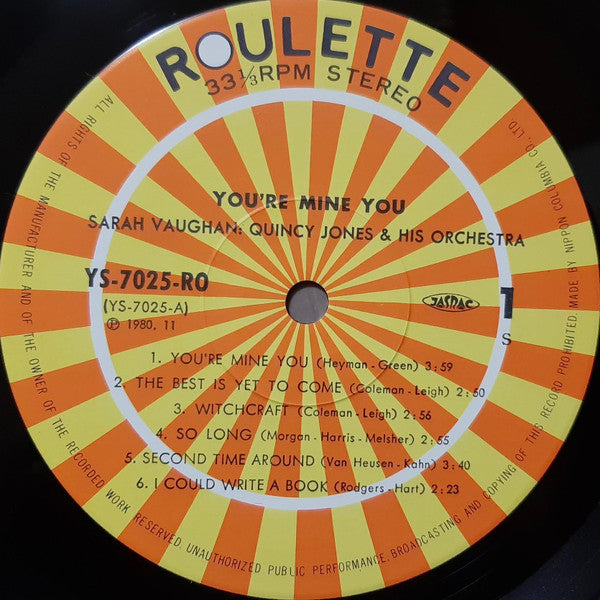 ROULETTE
33 1/3 RPM STEREO
YOU'RE MINE YOU
SARAH VAUGHAN: QUINCY JONES & HIS ORCHESTRA
YS-7025-RO
(YS-7025-A)
Ⓟ 1980, 11
JASRAC
1
S
1. YOU'RE MINE YOU (Heyman-Green) 3:59
2. THE BEST IS YET TO COME (Coleman-Leigh) 2:50
3. WITCHCRAFT (Coleman-Leigh) 2:56
4. SO LONG (Morgan-Harris-Melsher) 2:55
5. SECOND TIME AROUND (Van Heusen-Kahn) 3:40
6. I COULD WRITE A BOOK (Rodgers-Hart) 2:23
ALL RIGHTS OF THE MANUFACTURER AND OF THE OWNER OF THE RECORDED WORK RESERVED. UNAUTHORIZED PUBLIC PERFORMANCE, BROADCASTING AND COPYING OF THIS RECORD PROHIBITED. MADE BY NIPPON COLUMBIA CO., LTD.